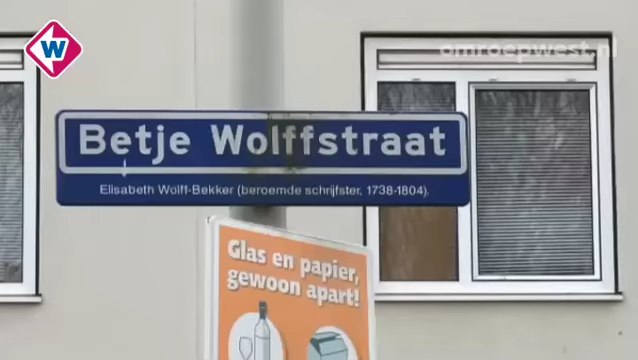 W
omroepwest.nl
Betje Wolffstraat
Elisabeth Wolff-Bekker (beroemde schrijfster, 1738-1804).
Glas en papier,
gewoon apart!